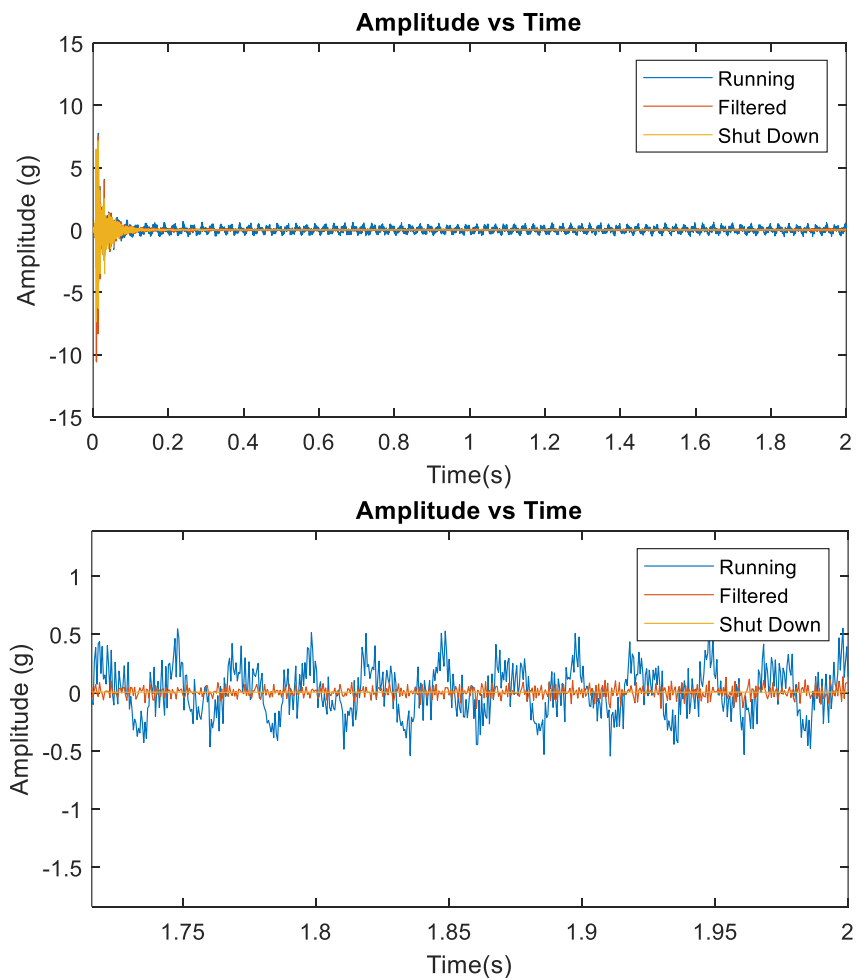 Amplitude vs Time
15
10
5
0
-5
-10
-15
Amplitude (g)
Running
Filtered
Shut Down
0 0.2 0.4 0.6 0.8 1 1.2 1.4 1.6 1.8 2
Time(s)
Amplitude vs Time
1
0.5
0
-0.5
-1
-1.5
Amplitude (g)
Running
Filtered
Shut Down
1.75 1.8 1.85 1.9 1.95 2
Time(s)